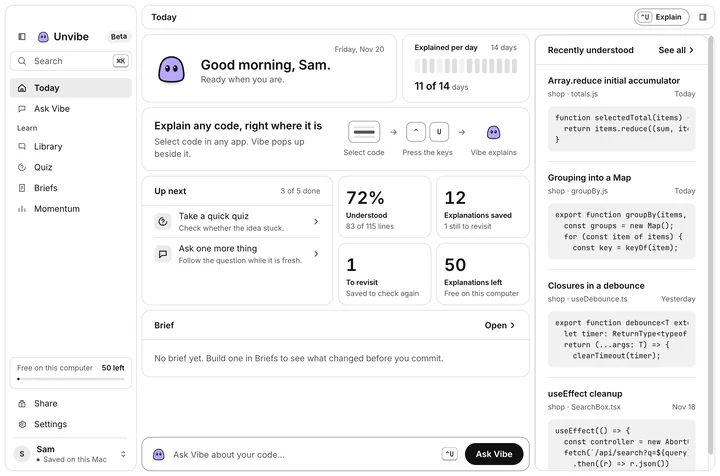 Unvibe
Beta
Search
⌘K
Today
Ask Vibe
Learn
Library
Quiz
Briefs
Momentum
Free on this computer
50 left
Share
Settings
S
Sam
Saved on this Mac
Today
^U
Explain
Friday, Nov 20
Good morning, Sam.
Ready when you are.
Explained per day
14 days
11 of 14 days
Explain any code, right where it is
Select code in any app. Vibe pops up
beside it.
Select code
^
U
Press the keys
Vibe explains
Up next
3 of 5 done
Take a quick quiz
Check whether the idea stuck.
Ask one more thing
Follow the question while it is fresh.
72%
Understood
83 of 115 lines
12
Explanations saved
1 still to revisit
1
To revisit
Saved to check again
50
Explanations left
Free on this computer
Brief
Open
No brief yet. Build one in Briefs to see what changed before you commit.
Ask Vibe about your code...
^U
Ask Vibe
Recently understood
See all
Array.reduce initial accumulator
shop · totals.js
Today
function selectedTotal(items)
return items.reduce((sum, ite
}
Grouping into a Map
shop · groupBy.js
Today
export function groupBy(items,
const groups = new Map();
for (const item of items) {
const key = keyOf(item);
Closures in a debounce
shop · useDebounce.ts
Yesterday
export function debounce<T exte
let timer: ReturnType<typeof
return (...args: T) => {
clearTimeout(timer);
useEffect cleanup
shop · SearchBox.tsx
Nov 18
useEffect(() => {
const controller = new Abort
fetch(`/api/search?q=${query
.then((r) => r.json())